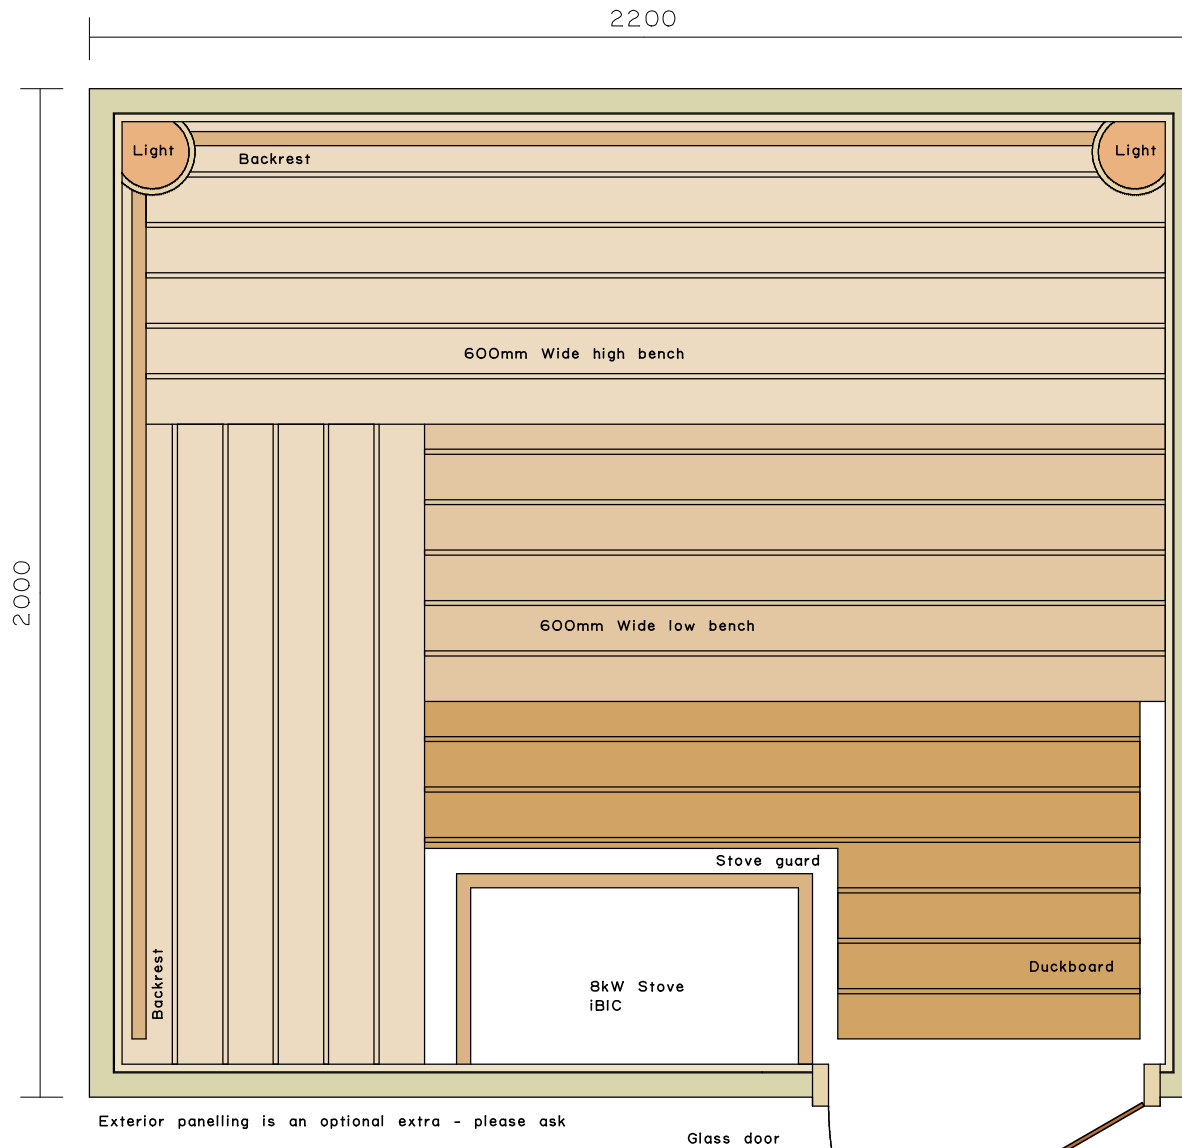 2200
Light
Light
Backrest
600mm Wide high bench
2000
600mm Wide low bench
Stove guard
Backrest
Duckboard
8kW Stove
iBIC
Exterior panelling is an optional extra - please ask
Glass door